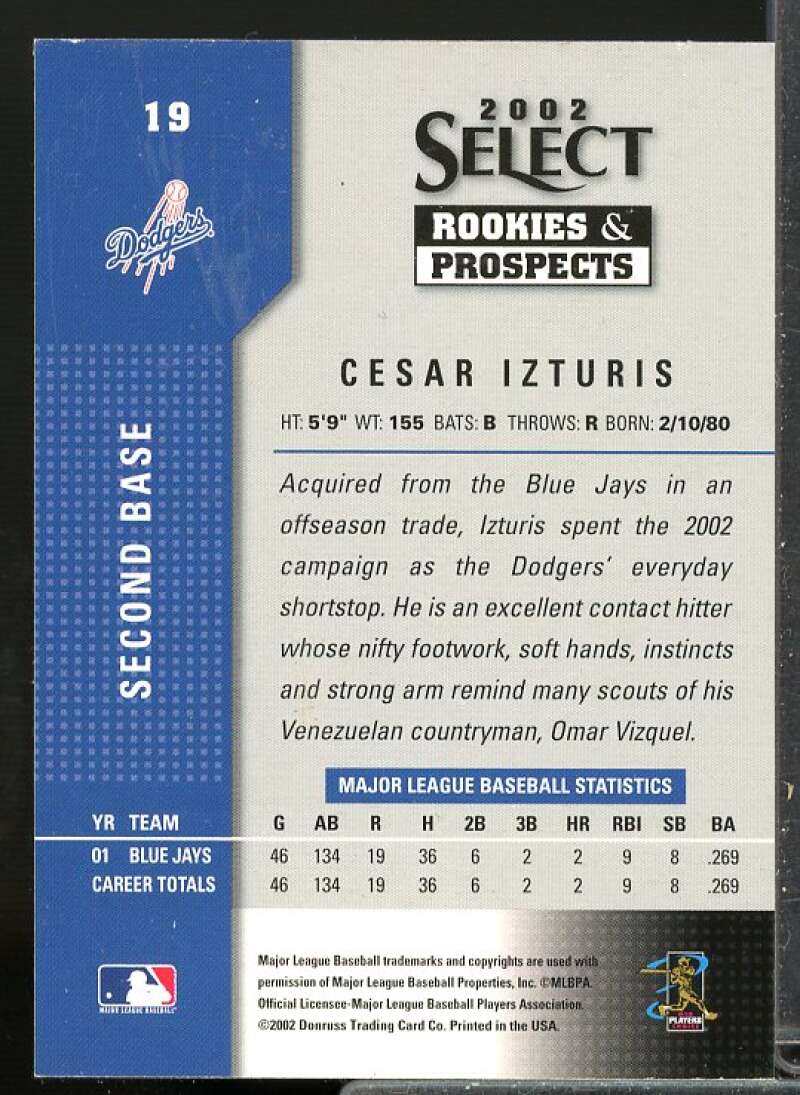 19
Dodgers
SECOND BASE
2002
SELECT
ROOKIES &
PROSPECTS
CESAR IZTURIS
HT: 5'9" WT: 155 BATS: B THROWS: R BORN: 2/10/80
Acquired from the Blue Jays in an
offseason trade, Izturis spent the 2002
campaign as the Dodgers' everyday
shortstop. He is an excellent contact hitter
whose nifty footwork, soft hands, instincts
and strong arm remind many scouts of his
Venezuelan countryman, Omar Vizquel.
MAJOR LEAGUE BASEBALL STATISTICS
YR TEAM G AB R H 2B 3B HR RBI SB BA
01 BLUE JAYS 46 134 19 36 6 2 2 9 8 .269
CAREER TOTALS 46 134 19 36 6 2 2 9 8 .269
MAJOR LEAGUE BASEBALL
Major League Baseball trademarks and copyrights are used with
permission of Major League Baseball Properties, Inc. ©MLBPA.
Official Licensee-Major League Baseball Players Association.
©2002 Donruss Trading Card Co. Printed in the USA.
PLAYERS
CHOICE